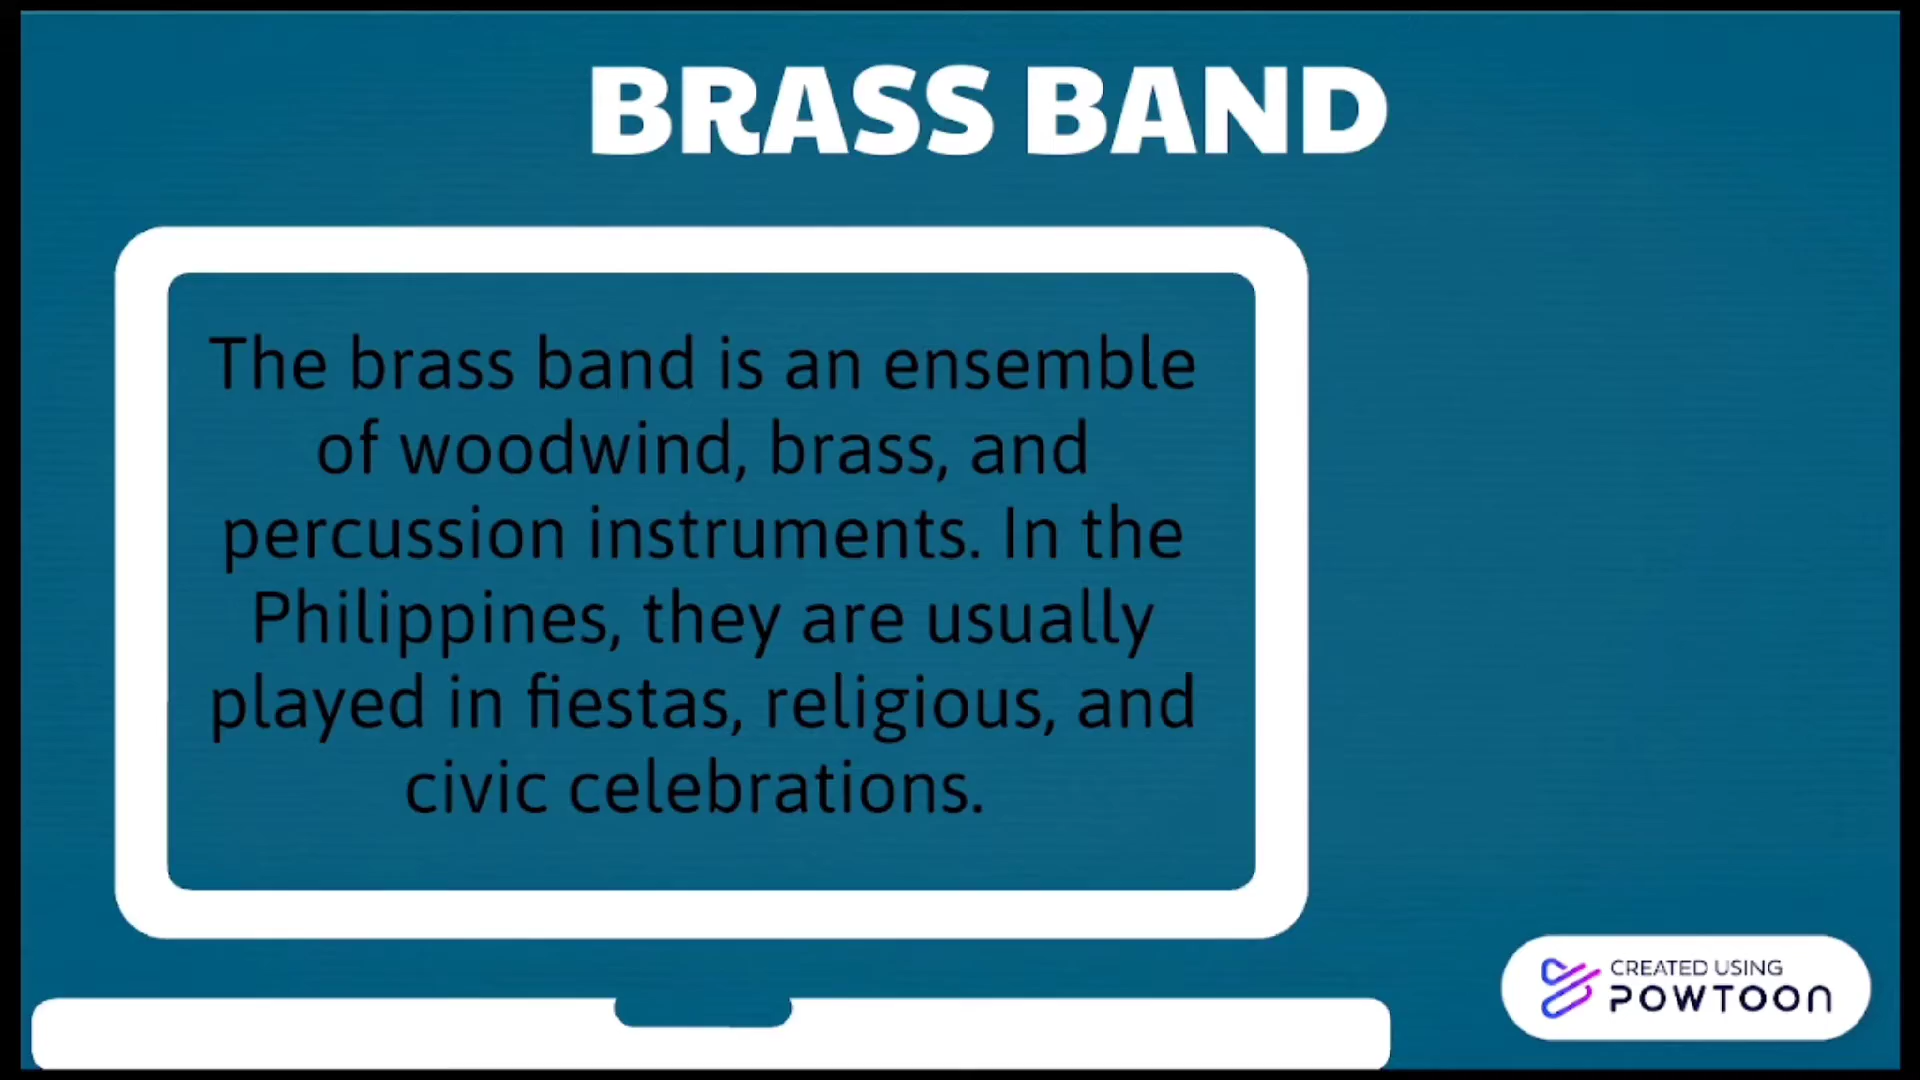 BRASS BAND
The brass band is an ensemble
of woodwind, brass, and
percussion instruments. In the
Philippines, they are usually
played in fiestas, religious, and
civic celebrations.
CREATED USING
POWTOON